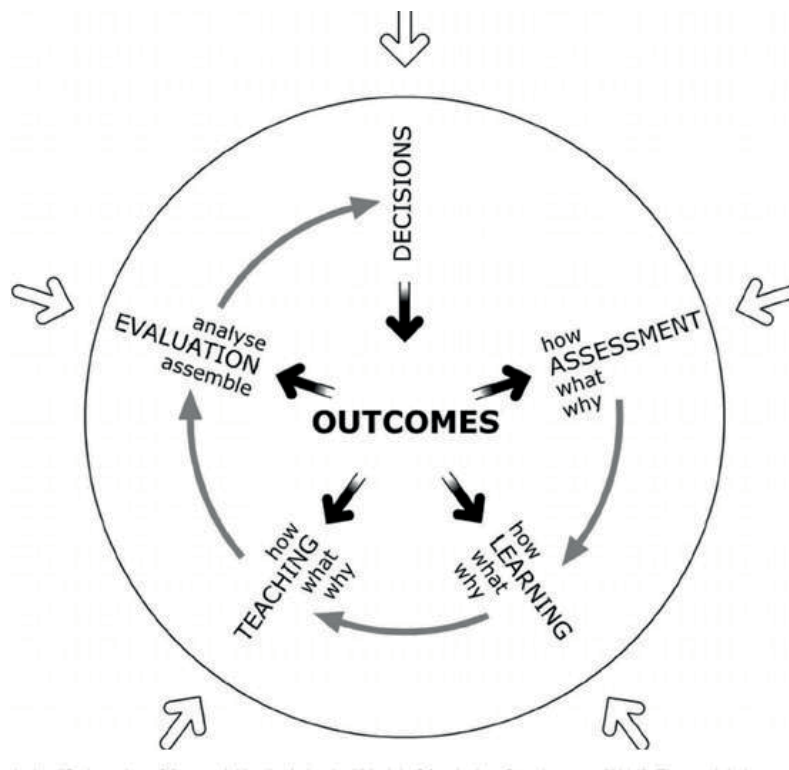 DECISIONS
how
ASSESSMENT
what
why
how
LEARNING
what
why
how
TEACHING
what
why
analyse
EVALUATION
assemble
OUTCOMES